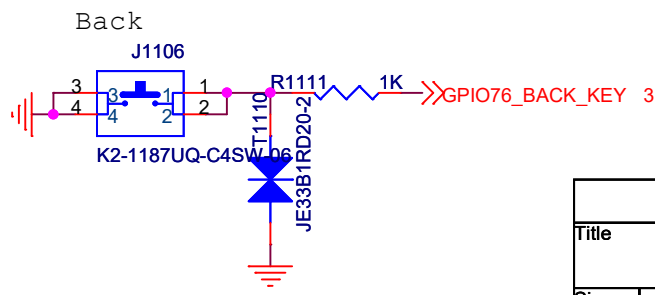 Back
J1106
3
4
3
4
1
2
1
2
R1111
1K
GPIO76_BACK_KEY 3
K2-1187UQ-C4SW-06
T1110
JE33B1RD20-2
Title